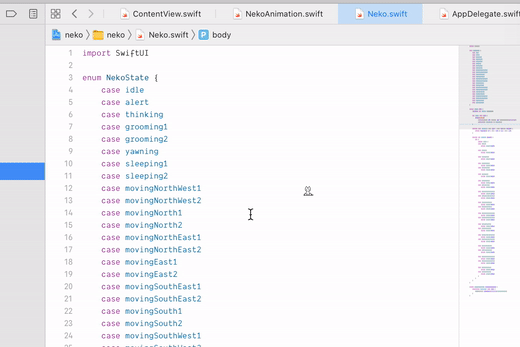 ContentView.swift NekoAnimation.swift Neko.swift AppDelegate.swift
neko > neko > Neko.swift > P body
1 import SwiftUI
2
3 enum NekoState {
4 case idle
5 case alert
6 case thinking
7 case grooming1
8 case grooming2
9 case yawning
10 case sleeping1
11 case sleeping2
12 case movingNorthWest1
13 case movingNorthWest2
14 case movingNorth1
15 case movingNorth2
16 case movingNorthEast1
17 case movingNorthEast2
18 case movingEast1
19 case movingEast2
20 case movingSouthEast1
21 case movingSouthEast2
22 case movingSouth1
23 case movingSouth2
24 case movingSouthWest1